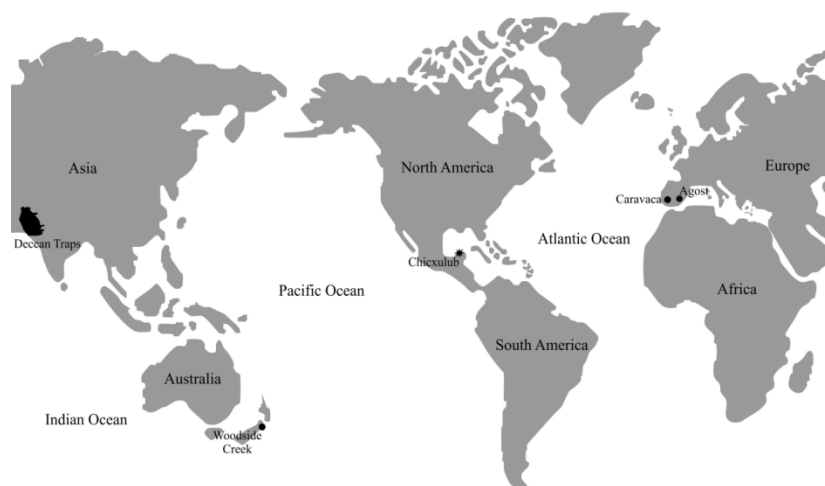 Asia
North America
Europe
Caravaca
Agost
Deccan Traps
Atlantic Ocean
Chicxulub
Pacific Ocean
Africa
South America
Australia
Indian Ocean
Woodside
Creek